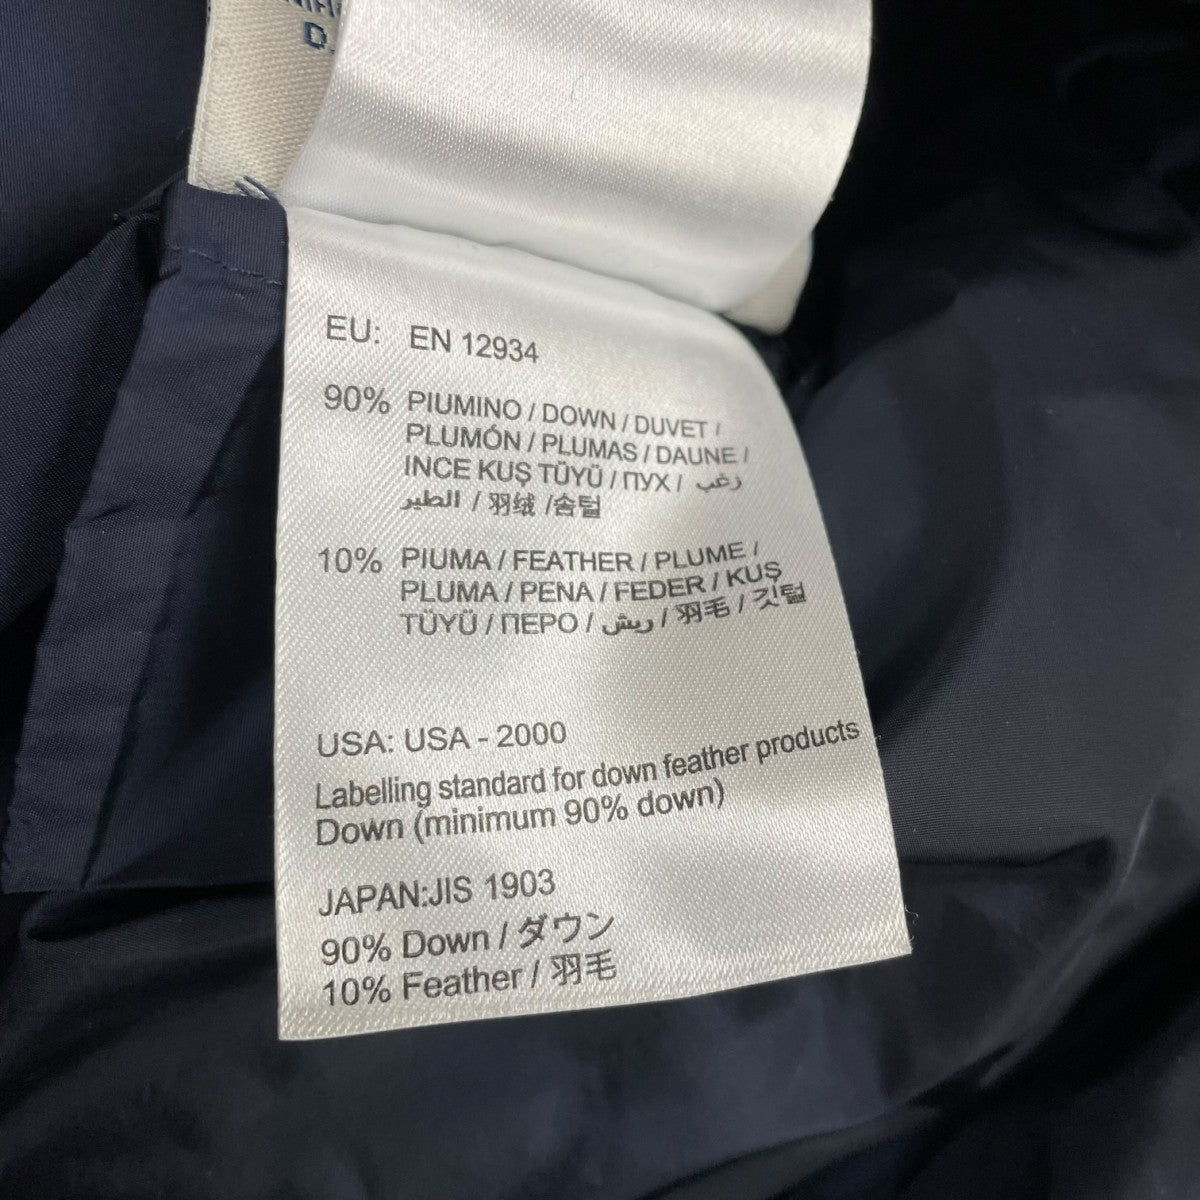 D.
EU: EN 12934
90% PIUMINO / DOWN / DUVET /
PLUMÓN / PLUMAS / DAUNE /
INCE KUŞ TÜYÜ / ПУХ / زغب
الطير / 羽绒 /솜털
10% PIUMA / FEATHER / PLUME /
PLUMA / PENA / FEDER / KUŞ
TÜYÜ / ПЕРО / ريش / 羽毛 / 깃털
USA: USA - 2000
Labelling standard for down feather products
Down (minimum 90% down)
JAPAN:JIS 1903
90% Down / ダウン
10% Feather / 羽毛